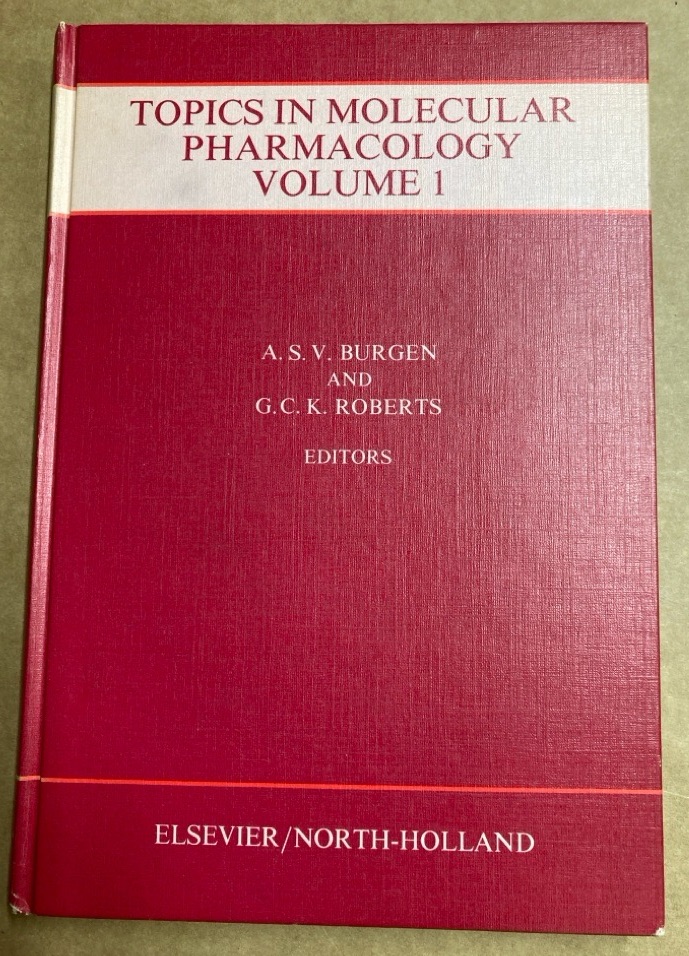 TOPICS IN MOLECULAR
PHARMACOLOGY
VOLUME 1
A. S. V. BURGEN
AND
G. C. K. ROBERTS
EDITORS
ELSEVIER/NORTH-HOLLAND